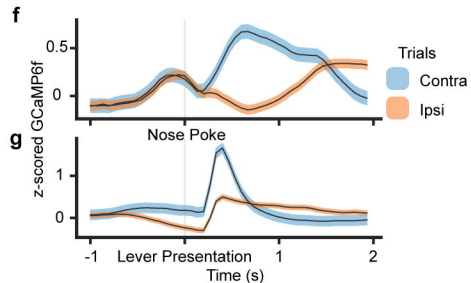 f
0.5
0
Trials
Contra
Ipsi
z-scored GCaMP6f
Nose Poke
g
1
0
-1 Lever Presentation 1 2
Time (s)